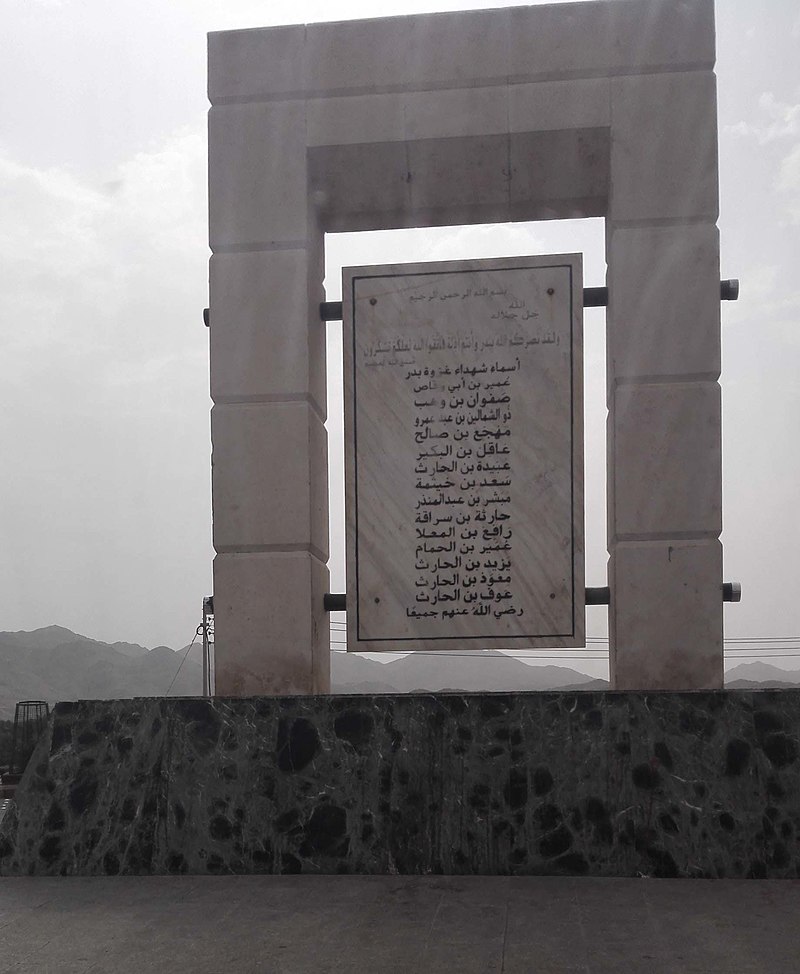 بسم الله الرحمن الرحيم
الله
جل جلاله
ولقد نصركم الله ببدر وأنتم أذلة فاتقوا الله لعلكم تشكرون
أسماء شهداء غزوة بدر
عمير بن أبي وقاص
صفوان بن وهب
ذو الشمالين بن عبد عمرو
مهجع بن صالح
عاقل بن البكير
عبيدة بن الحارث
سعد بن خيثمة
مبشر بن عبدالمنذر
حارثة بن سراقة
رافع بن المعلا
عمير بن الحمام
يزيد بن الحارث
معوذ بن الحارث
عوف بن الحارث
رضي الله عنهم جميعا